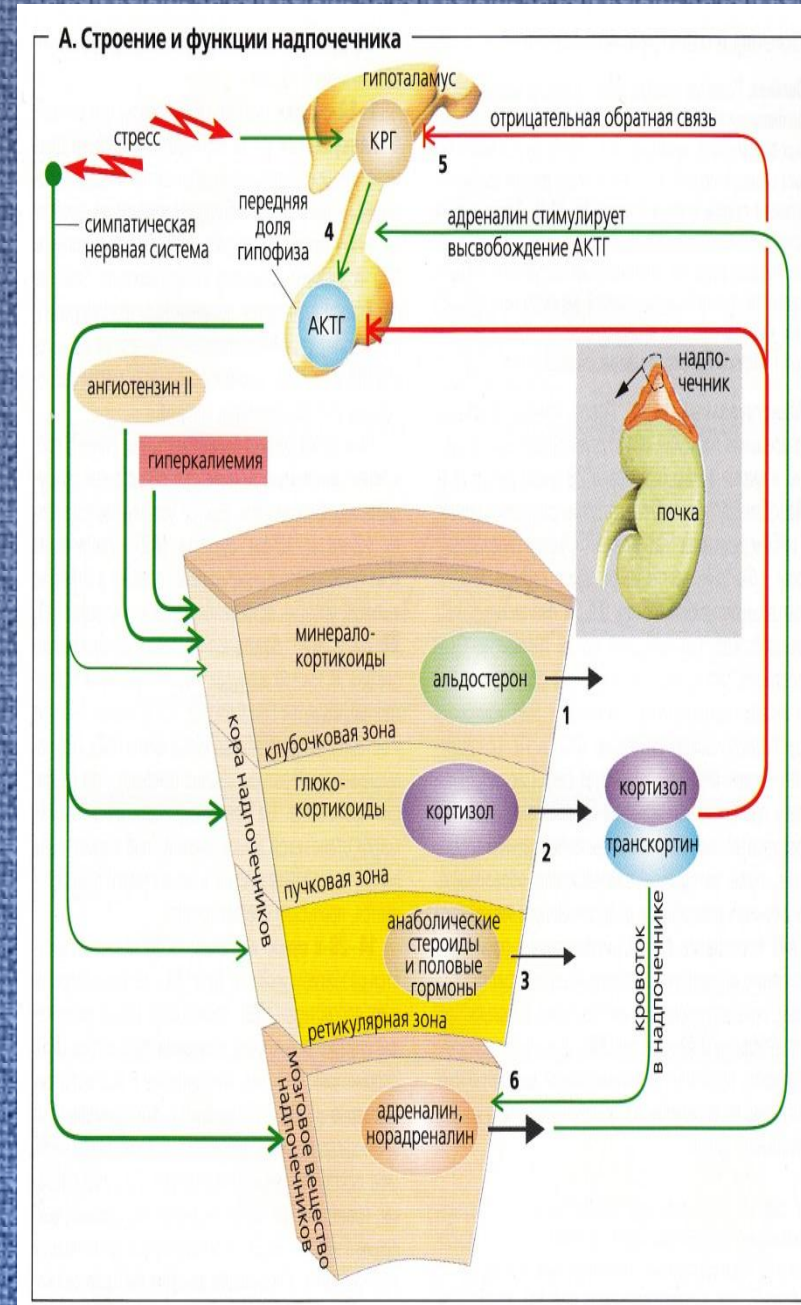 А. Строение и функции надпочечника
гипоталамус
стресс
КРГ
отрицательная обратная связь
5
симпатическая
нервная система
передняя
доля
гипофиза
4
адреналин стимулирует
высвобождение АКТГ
АКТГ
ангиотензин II
гиперкалиемия
надпо-
чечник
почка
минерало-
кортикоиды
альдостерон
1
клубочковая зона
кора надпочечников
глюко-
кортикоиды
кортизол
2
кортизол
транскортин
пучковая зона
анаболические
стероиды
и половые
гормоны
3
ретикулярная зона
кровоток
в надпочечнике
мозговое вещество
надпочечников
6
адреналин,
норадреналин